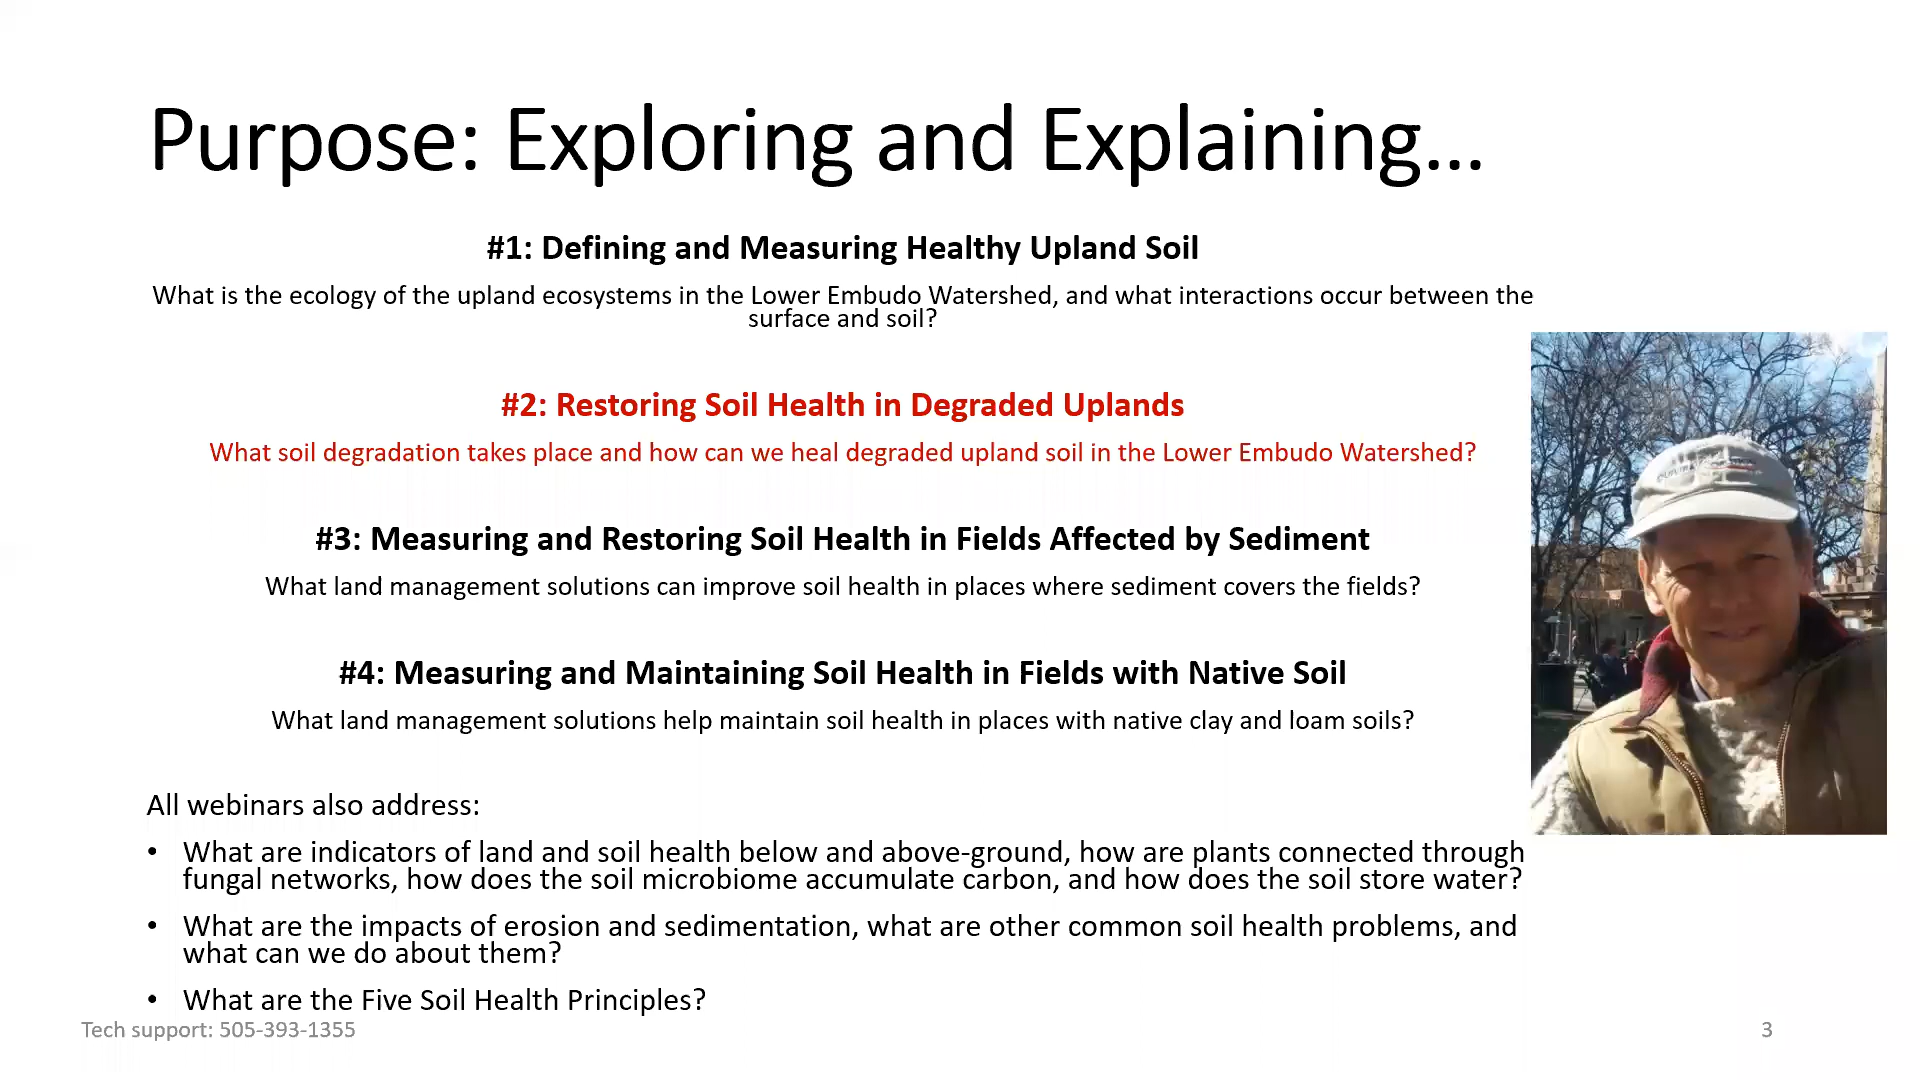 Purpose: Exploring and Explaining...
#1: Defining and Measuring Healthy Upland Soil
What is the ecology of the upland ecosystems in the Lower Embudo Watershed, and what interactions occur between the
surface and soil?
#2: Restoring Soil Health in Degraded Uplands
What soil degradation takes place and how can we heal degraded upland soil in the Lower Embudo Watershed?
#3: Measuring and Restoring Soil Health in Fields Affected by Sediment
What land management solutions can improve soil health in places where sediment covers the fields?
#4: Measuring and Maintaining Soil Health in Fields with Native Soil
What land management solutions help maintain soil health in places with native clay and loam soils?
All webinars also address:
• What are indicators of land and soil health below and above-ground, how are plants connected through
fungal networks, how does the soil microbiome accumulate carbon, and how does the soil store water?
• What are the impacts of erosion and sedimentation, what are other common soil health problems, and
what can we do about them?
• What are the Five Soil Health Principles?
Tech support: 505-393-1355
3